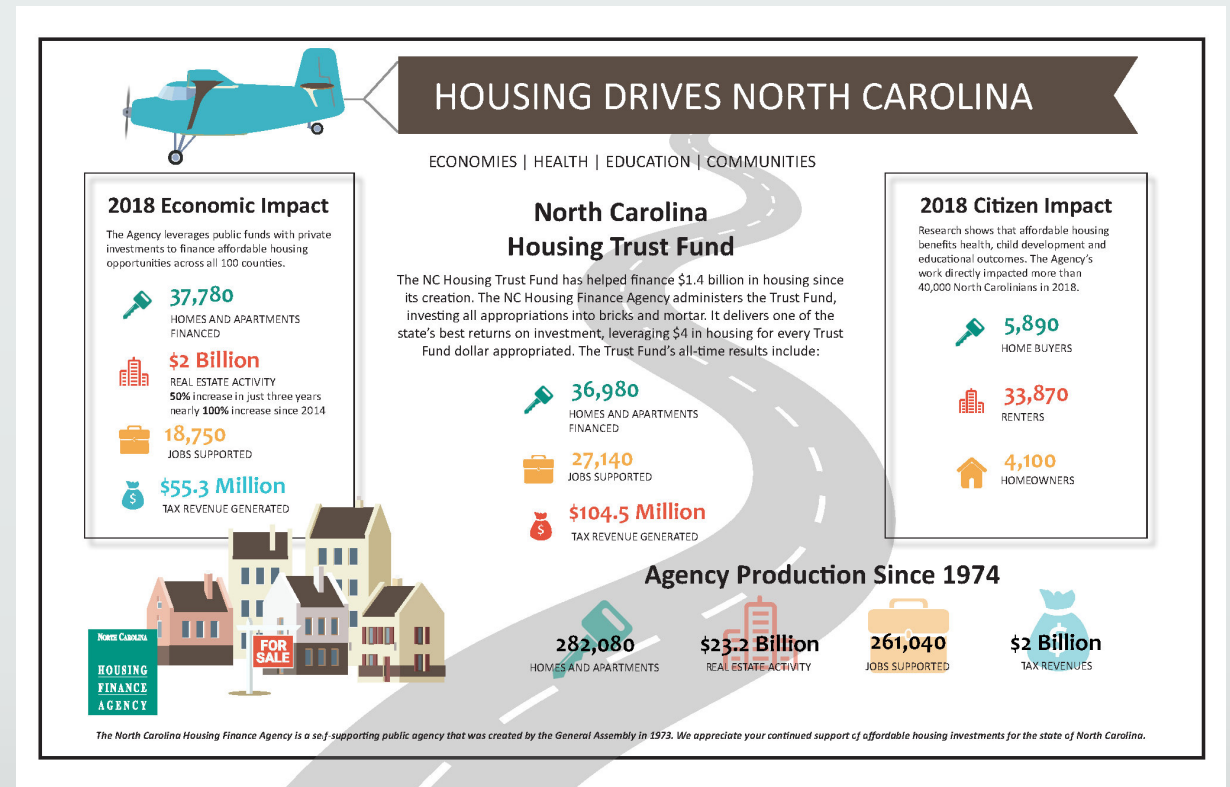 HOUSING DRIVES NORTH CAROLINA
ECONOMIES | HEALTH | EDUCATION | COMMUNITIES
2018 Economic Impact
The Agency leverages public funds with private
investments to finance affordable housing
opportunities across all 100 counties.
37,780
HOMES AND APARTMENTS
FINANCED
$2 Billion
REAL ESTATE ACTIVITY
50% increase in just three years
nearly 100% increase since 2014
18,750
JOBS SUPPORTED
$55.3 Million
TAX REVENUE GENERATED
North Carolina
Housing Trust Fund
The NC Housing Trust Fund has helped finance $1.4 billion in housing since
its creation. The NC Housing Finance Agency administers the Trust Fund,
investing all appropriations into bricks and mortar. It delivers one of the
state's best returns on investment, leveraging $4 in housing for every Trust
Fund dollar appropriated. The Trust Fund's all-time results include:
36,980
HOMES AND APARTMENTS
FINANCED
27,140
JOBS SUPPORTED
$104.5 Million
TAX REVENUE GENERATED
2018 Citizen Impact
Research shows that affordable housing
benefits health, child development and
educational outcomes. The Agency's
work directly impacted more than
40,000 North Carolinians in 2018.
5,890
HOME BUYERS
33,870
RENTERS
4,100
HOMEOWNERS
Agency Production Since 1974
282,080
HOMES AND APARTMENTS
$23.2 Billion
REAL ESTATE ACTIVITY
261,040
JOBS SUPPORTED
$2 Billion
TAX REVENUES
FOR
SALE
NORTH CAROLINA
HOUSING
FINANCE
AGENCY
The North Carolina Housing Finance Agency is a self-supporting public agency that was created by the General Assembly in 1973. We appreciate your continued support of affordable housing investments for the state of North Carolina.